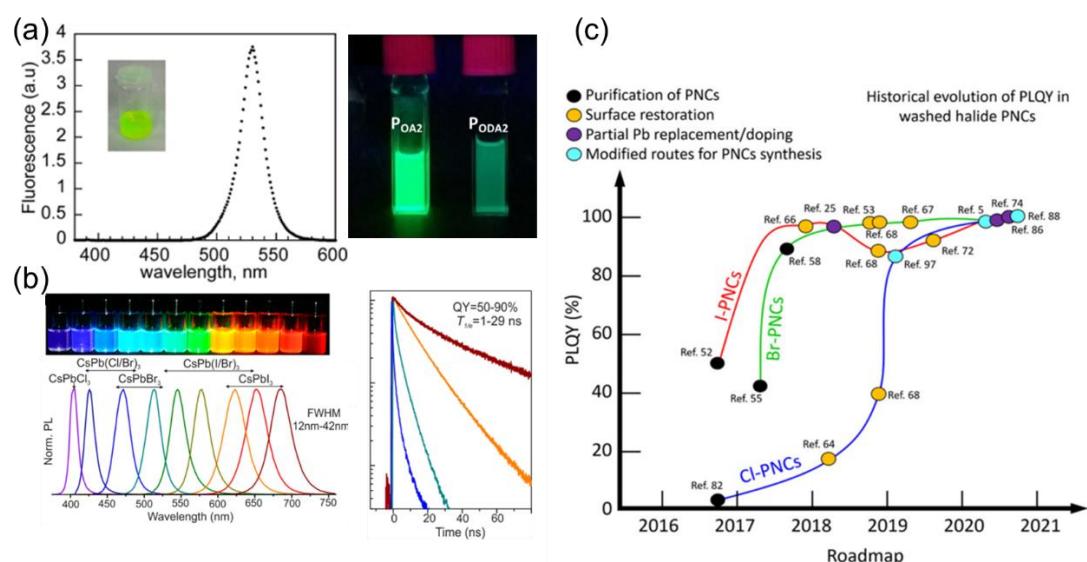 (a)
Fluorescence (a.u)
4
3.5
3
2.5
2
1.5
1
0.5
0
400
450
500
550
600
wavelength, nm
P_OA2
P_ODA2
(b)
CsPb(Cl/Br)₃
CsPb(I/Br)₃
CsPbCl₃
CsPbBr₃
CsPbI₃
FWHM
12nm-42nm
Norm. PL
400
450
500
550
600
650
700
750
Wavelength (nm)
QY=50-90%
T₁/ₑ=1-29 ns
0
20
40
60
Time (ns)
(c)
Purification of PNCs
Surface restoration
Partial Pb replacement/doping
Modified routes for PNCs synthesis
Historical evolution of PLQY in
washed halide PNCs
PLQY (%)
100
80
60
40
20
0
Ref. 66
Ref. 25
Ref. 53
Ref. 67
Ref. 5
Ref. 74
Ref. 88
Ref. 86
Ref. 68
Ref. 58
Ref. 68
Ref. 97
Ref. 72
I-PNCs
Br-PNCs
Ref. 52
Ref. 55
Ref. 68
Ref. 64
Cl-PNCs
Ref. 82
2016
2017
2018
2019
2020
2021
Roadmap